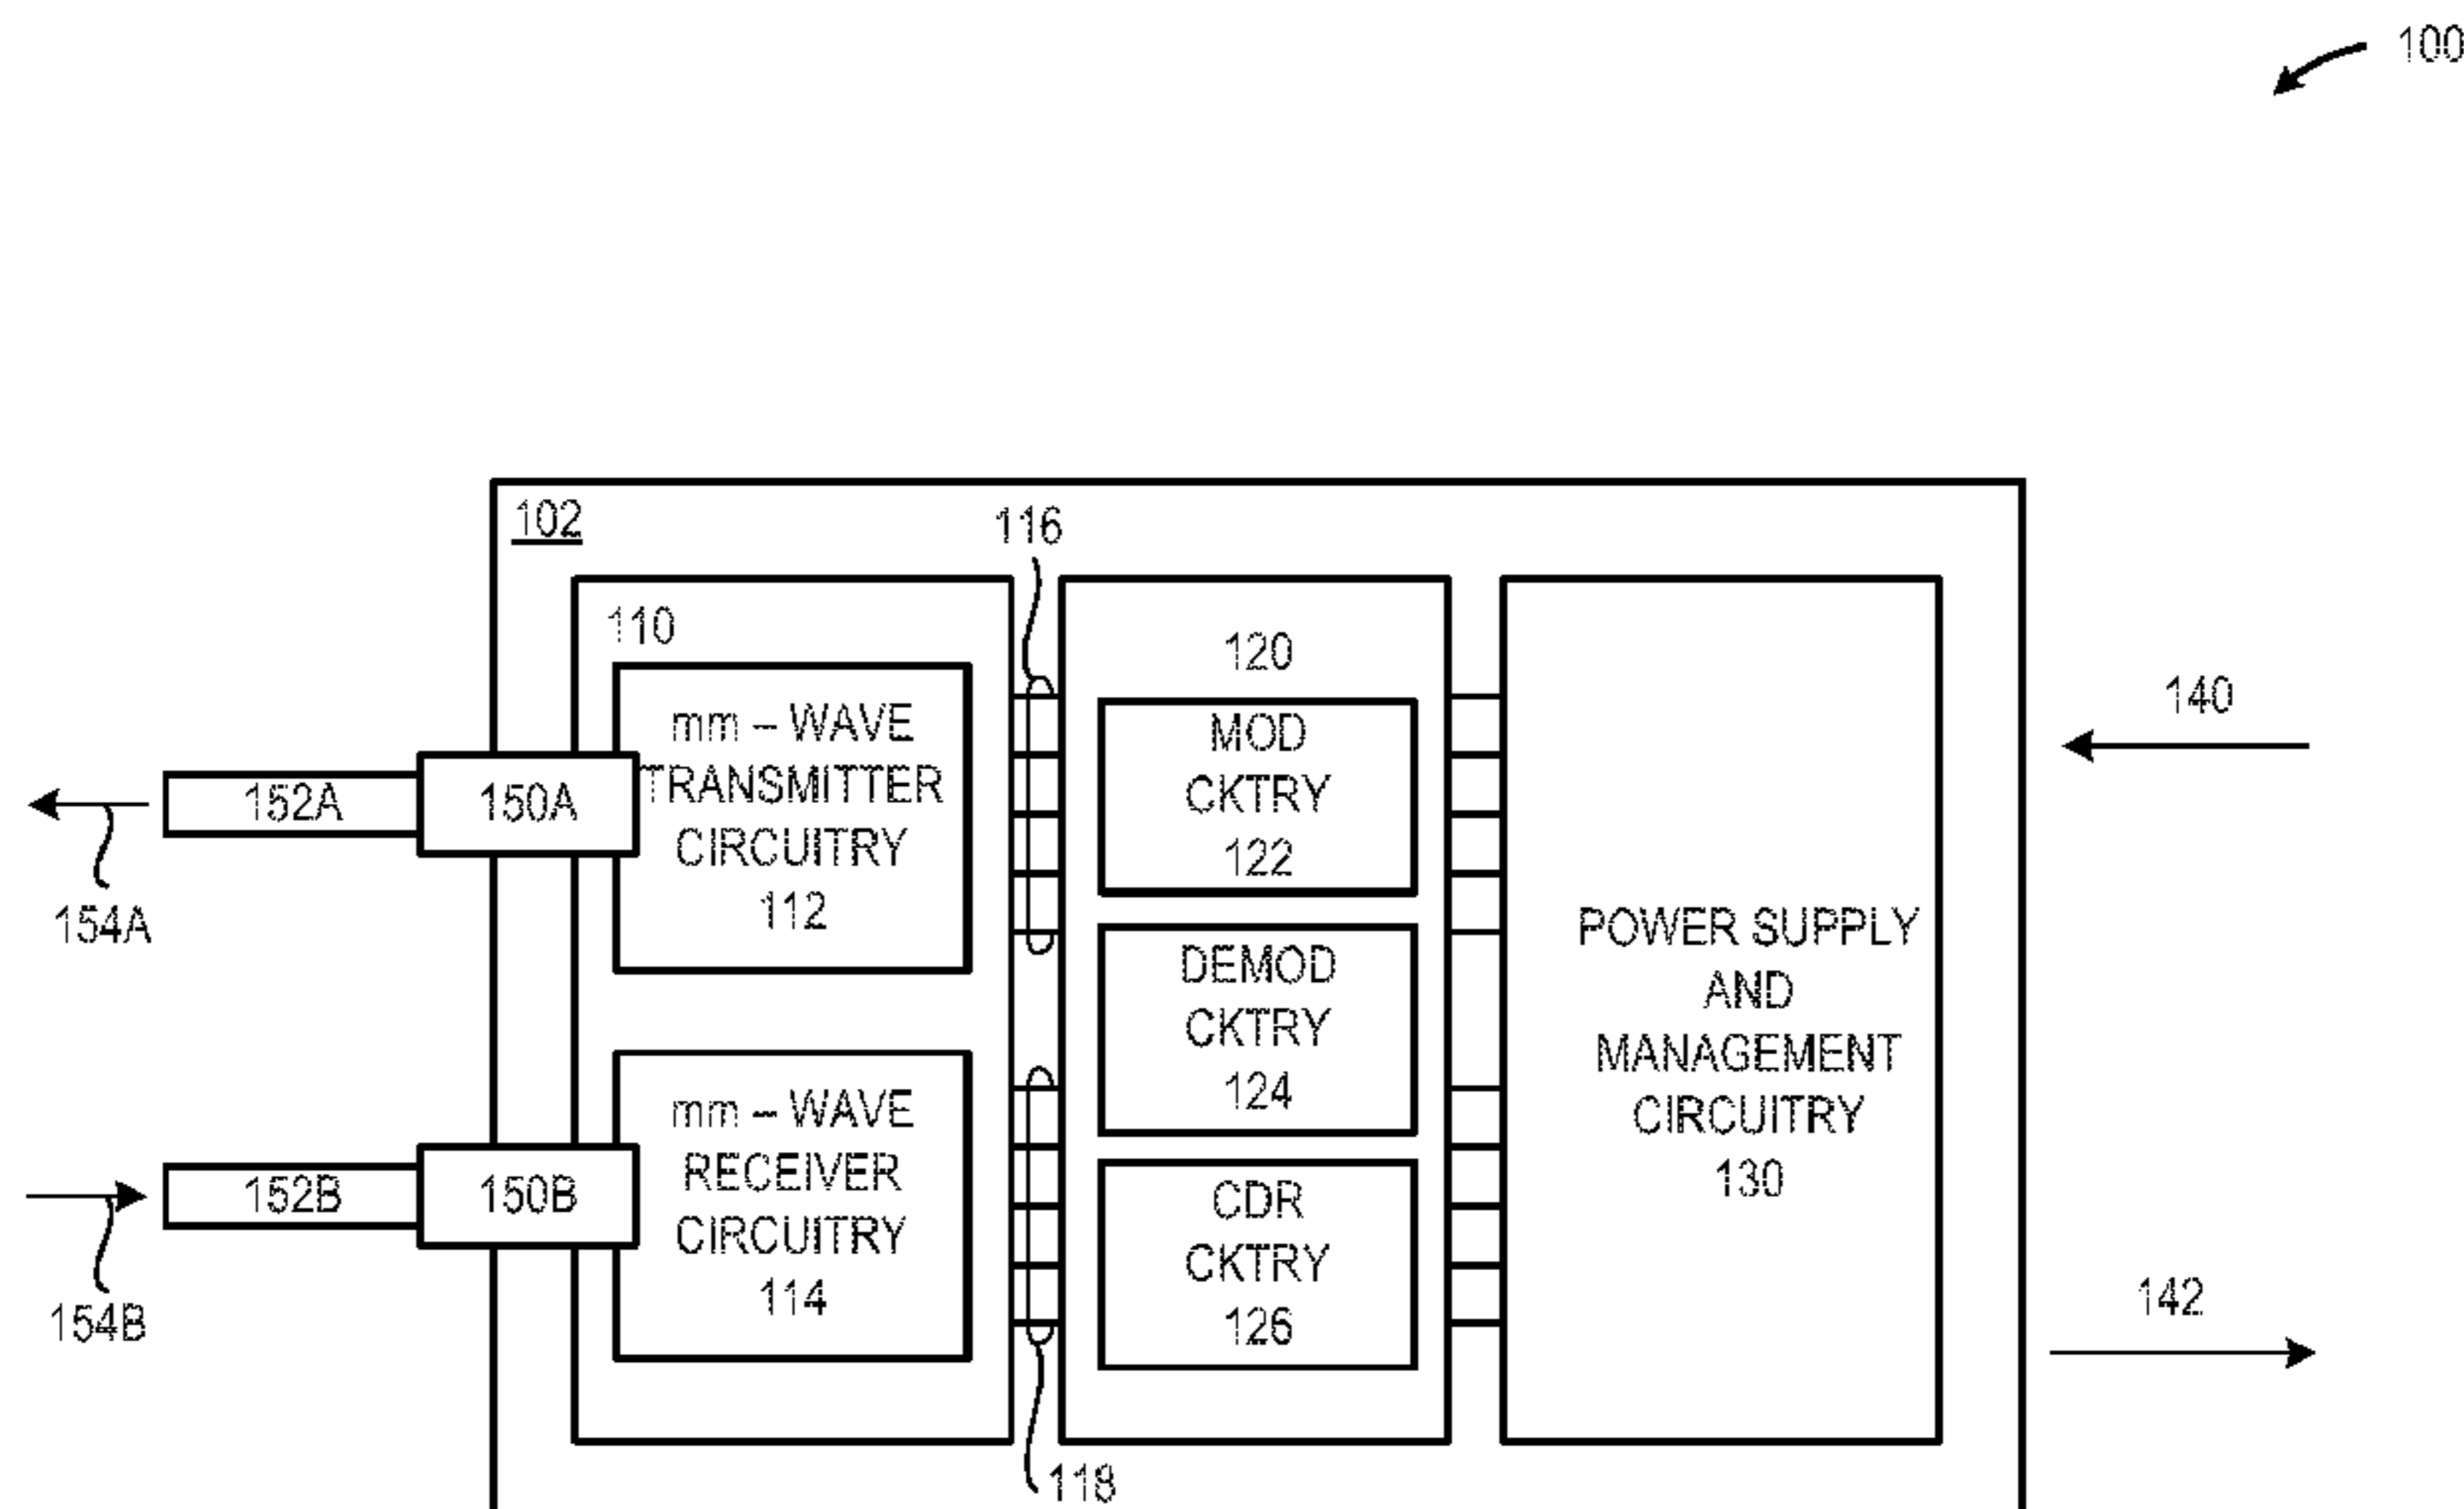 100
102
116
110
mm – WAVE
TRANSMITTER
CIRCUITRY
112
120
MOD
CKTRY
122
140
152A
150A
154A
DEMOD
CKTRY
124
POWER SUPPLY
AND
MANAGEMENT
CIRCUITRY
130
mm – WAVE
RECEIVER
CIRCUITRY
114
152B
150B
154B
CDR
CKTRY
126
142
118